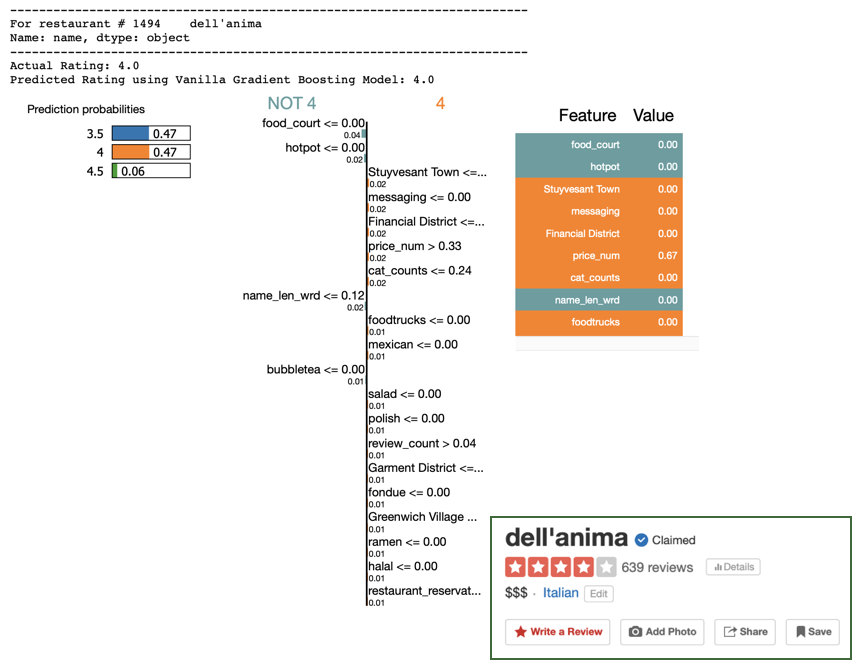 ------------------------------------------------------------------------
For restaurant # 1494    dell'anima
Name: name, dtype: object
------------------------------------------------------------------------
Actual Rating: 4.0
Predicted Rating using Vanilla Gradient Boosting Model: 4.0
Prediction probabilities
3.5 0.47
4 0.47
4.5 0.06
NOT 4 4
food_court <= 0.00
0.04
hotpot <= 0.00
0.02
Stuyvesant Town <=...
0.02
messaging <= 0.00
0.02
Financial District <=...
0.02
price_num > 0.33
0.02
cat_counts <= 0.24
0.02
name_len_wrd <= 0.12
0.02
foodtrucks <= 0.00
0.01
mexican <= 0.00
0.01
bubbletea <= 0.00
0.01
salad <= 0.00
0.01
polish <= 0.00
0.01
review_count > 0.04
0.01
Garment District <=...
0.01
fondue <= 0.00
0.01
Greenwich Village ...
0.01
ramen <= 0.00
0.01
halal <= 0.00
0.01
restaurant_reservat...
0.01
Feature Value
food_court 0.00
hotpot 0.00
Stuyvesant Town 0.00
messaging 0.00
Financial District 0.00
price_num 0.67
cat_counts 0.00
name_len_wrd 0.00
foodtrucks 0.00
dell'anima Claimed
639 reviews Details
$$$ · Italian Edit
Write a Review Add Photo Share Save